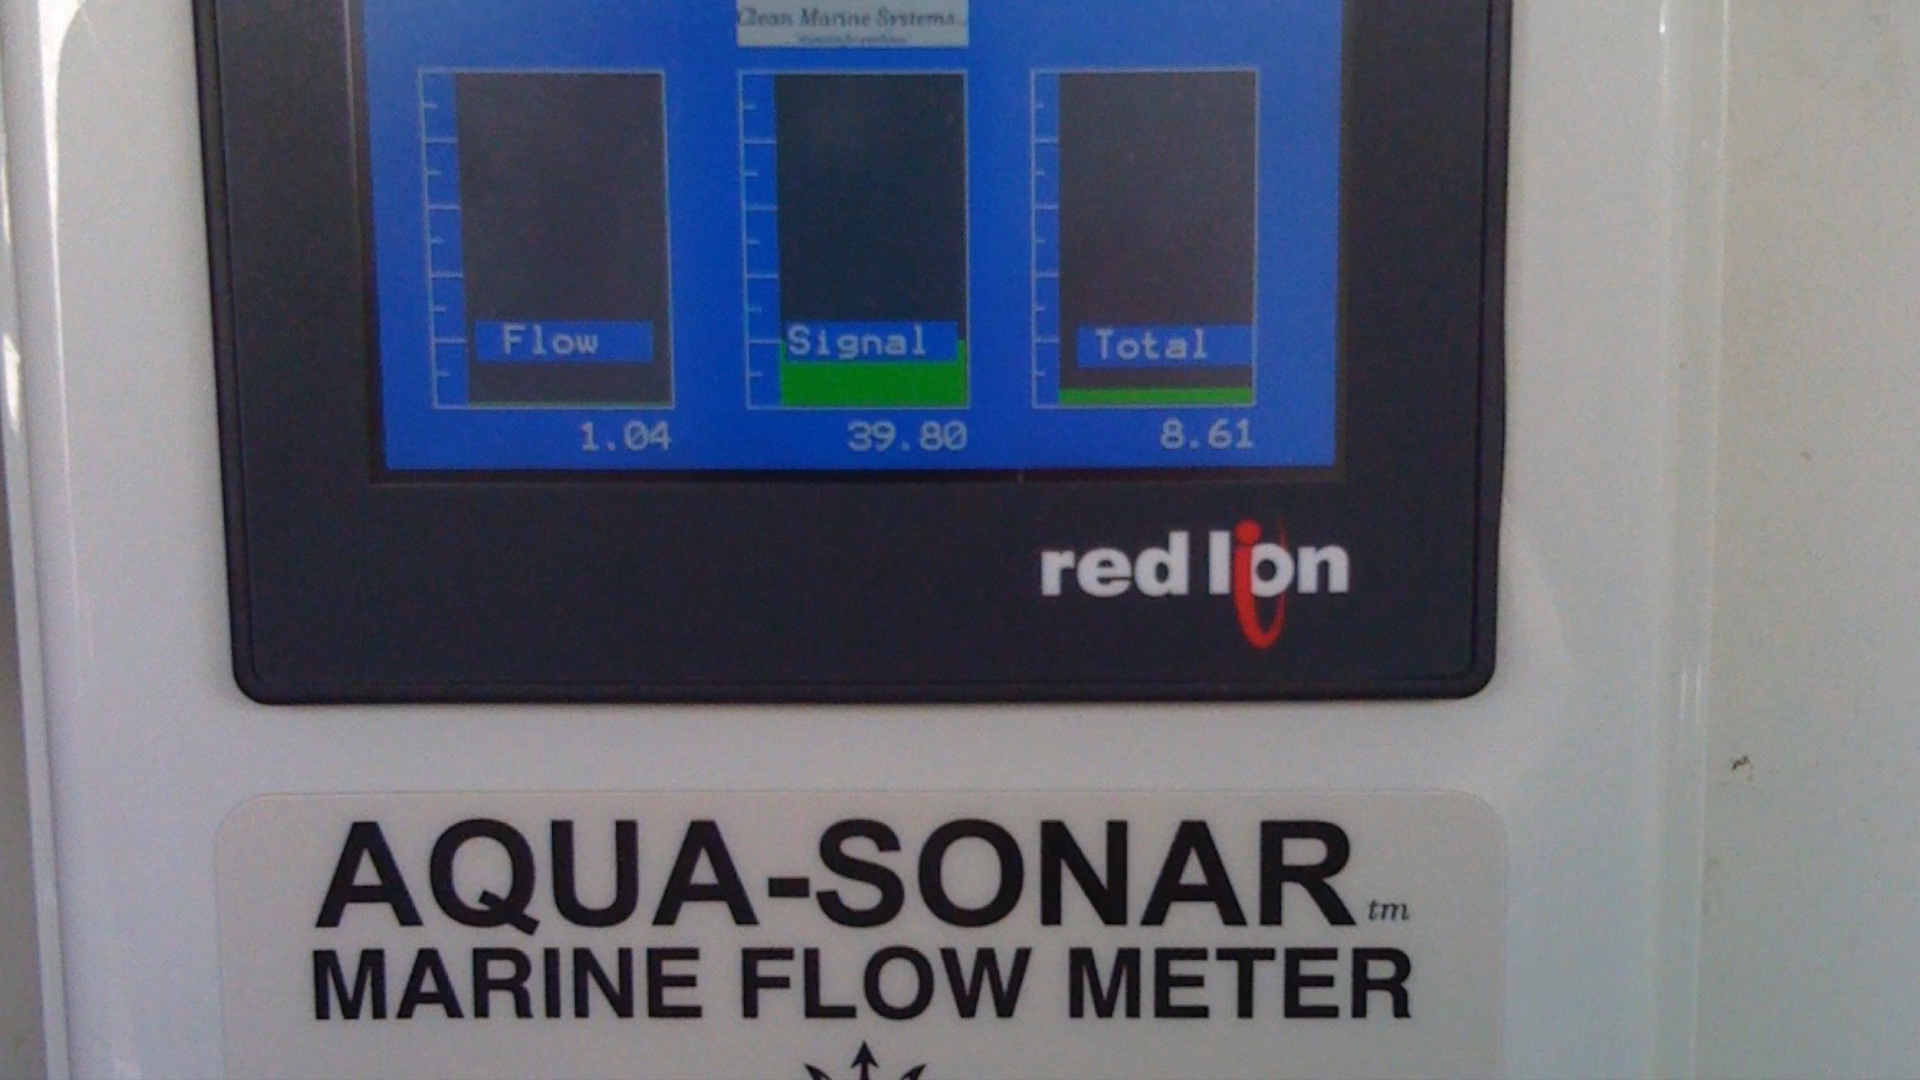 Clean Marine Systems
Flow Signal Total
1.04 39.80 8.61
red lion
AQUA-SONAR tm
MARINE FLOW METER